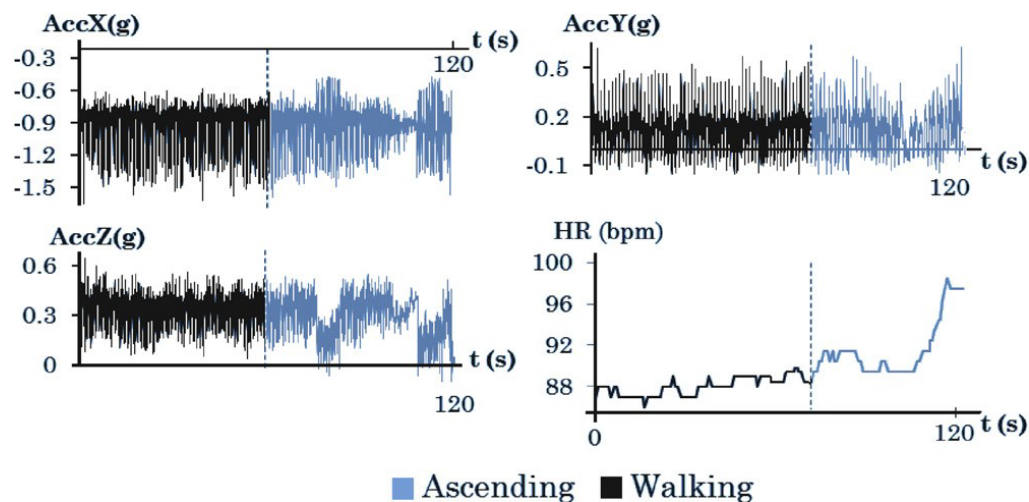 AccX(g)
t (s)
120
-0.3
-0.6
-0.9
-1.2
-1.5
AccY(g)
0.5
0.2
-0.1
t (s)
120
AccZ(g)
0.6
0.3
0
t (s)
120
HR (bpm)
100
96
92
88
0
120
t (s)
Ascending Walking